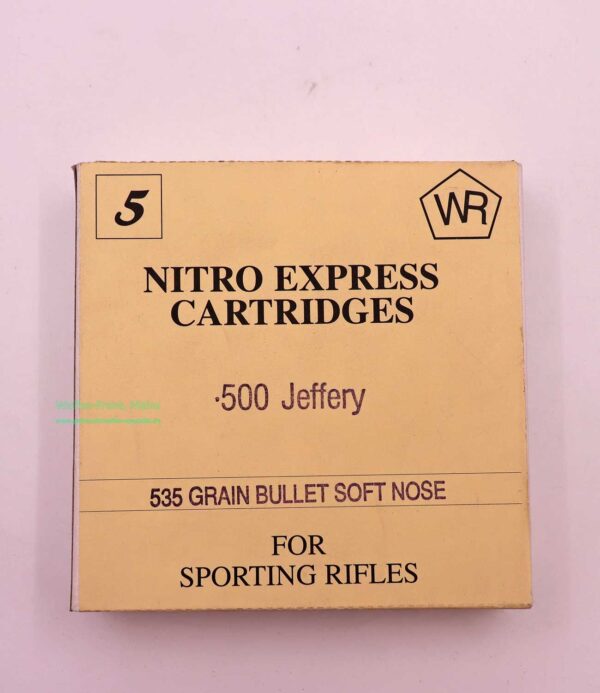 5
WR
NITRO EXPRESS
CARTRIDGES
.500 Jeffery
535 GRAIN BULLET SOFT NOSE
FOR
SPORTING RIFLES